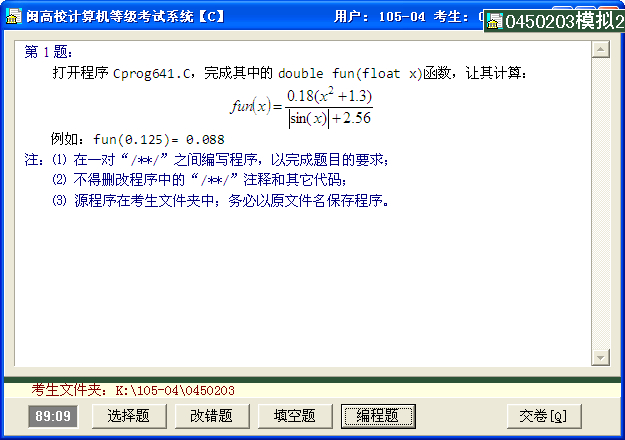 闽高校计算机等级考试系统【C】 用户: 105-04 考生:
0450203模拟2
第 1 题:
打开程序 Cprog641.C, 完成其中的 double fun(float x)函数, 让其计算:
fun(x)= 0.18(x²+1.3) / |sin(x)|+2.56
例如: fun(0.125)= 0.088
注: ⑴ 在一对“/**/”之间编写程序, 以完成题目的要求;
⑵ 不得删改程序中的“/**/”注释和其它代码;
⑶ 源程序在考生文件夹中; 务必以原文件名保存程序。
考生文件夹: K:\105-04\0450203
89:09 选择题 改错题 填空题 编程题 交卷[Q]